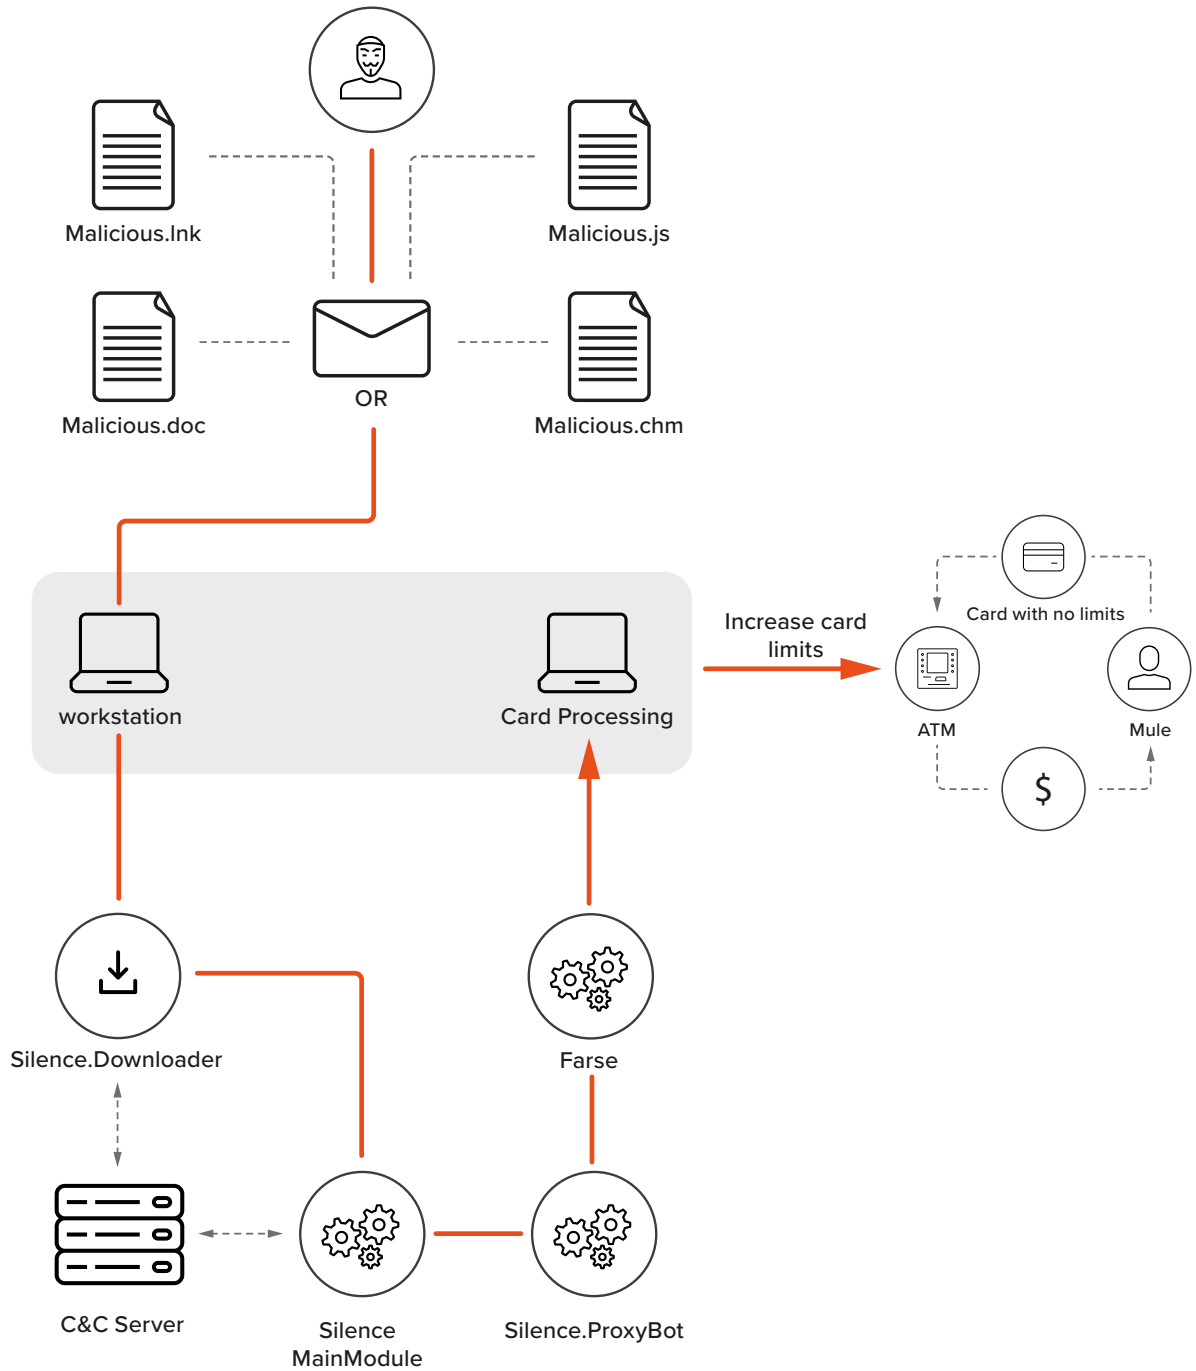 Malicious.lnk
Malicious.js
OR
Malicious.doc
Malicious.chm
Card with no limits
Increase card
limits
workstation
Card Processing
ATM
Mule
$
Silence.Downloader
Farse
C&C Server
Silence
MainModule
Silence.ProxyBot